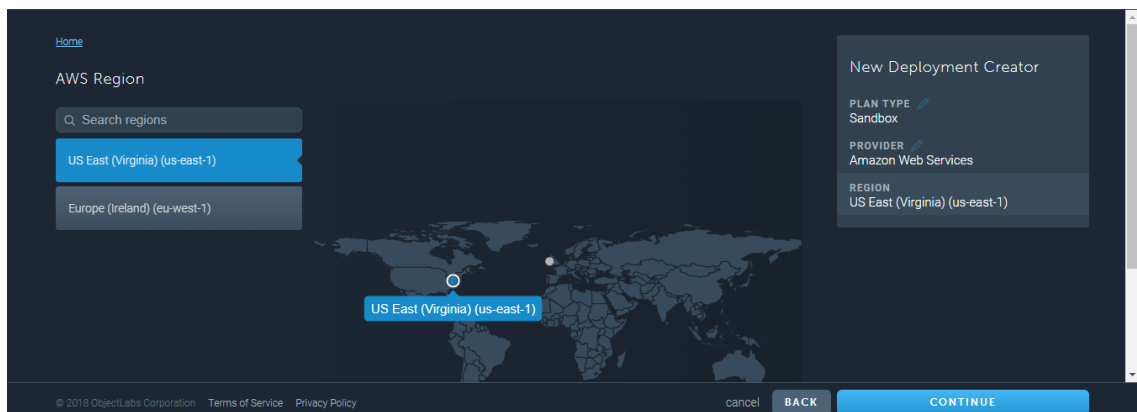 Home
AWS Region
Search regions
US East (Virginia) (us-east-1)
Europe (Ireland) (eu-west-1)
US East (Virginia) (us-east-1)
New Deployment Creator
PLAN TYPE
Sandbox
PROVIDER
Amazon Web Services
REGION
US East (Virginia) (us-east-1)
© 2018 ObjectLabs Corporation Terms of Service Privacy Policy
cancel BACK CONTINUE